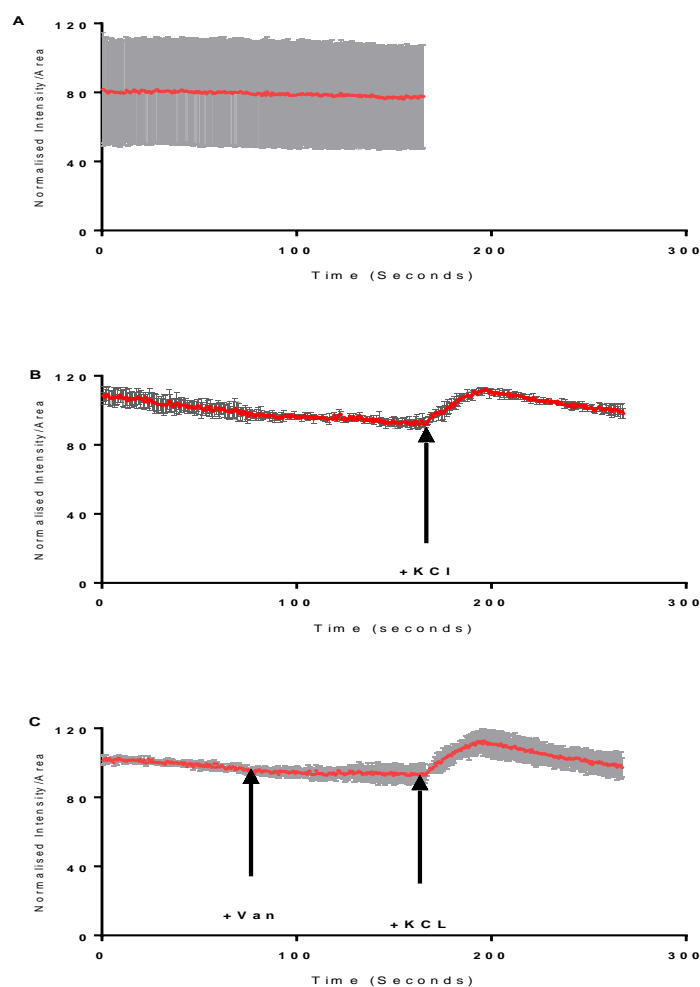 A
120
80
40
0
Normalised Intensity/Area
0 100 200 300
Time (Seconds)
B
120
80
40
0
Normalised Intensity/Area
+KCl
0 100 200 300
Time (seconds)
C
120
80
40
0
Normalised Intensity/Area
+Van
+KCL
0 100 200 300
Time (Seconds)